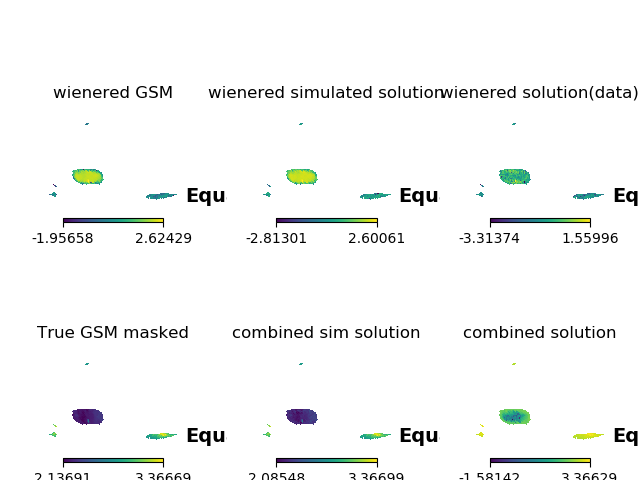 wienered GSM
wienered simulated solution
wienered solution(data)
Equ
Equ
Eq
-1.95658 2.62429
-2.81301 2.60061
-3.31374 1.55996
True GSM masked
combined sim solution
combined solution
Equ
Equ
Eq
2.13691 3.36669
2.08548 3.36699
-1.58142 3.36629